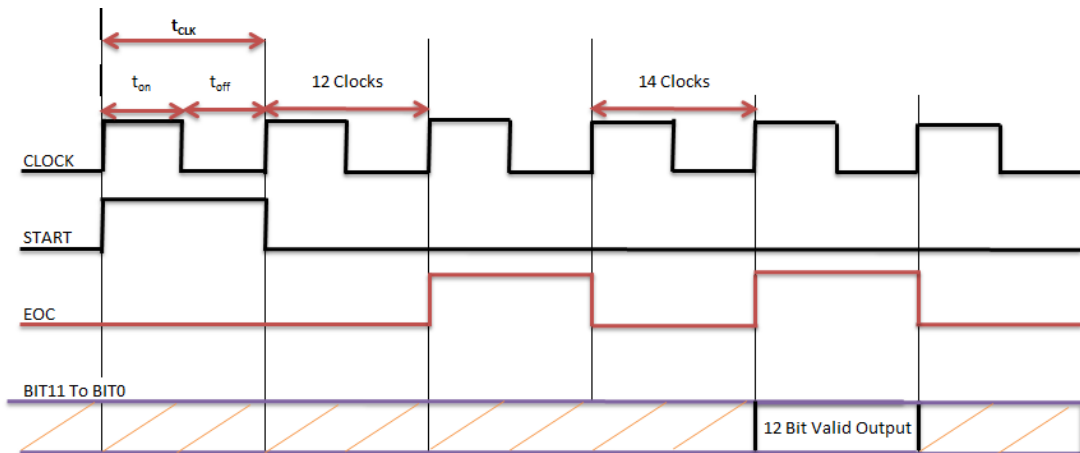 tCLK
ton
toff
12 Clocks
14 Clocks
CLOCK
START
EOC
BIT11 To BIT0
12 Bit Valid Output